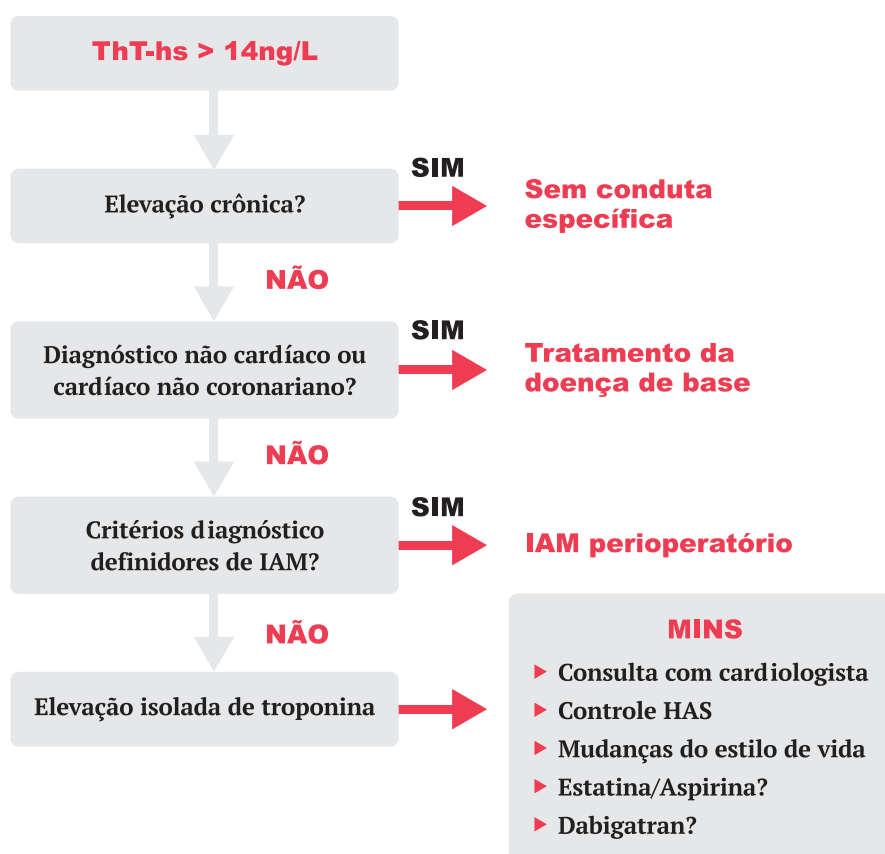 ThT-hs > 14ng/L
Elevação crônica?
SIM
Sem conduta
específica
NÃO
Diagnóstico não cardíaco ou
cardíaco não coronariano?
SIM
Tratamento da
doença de base
NÃO
Critérios diagnóstico
definidores de IAM?
SIM
IAM perioperatório
NÃO
Elevação isolada de troponina
MINS
Consulta com cardiologista
Controle HAS
Mudanças do estilo de vida
Estatina/Aspirina?
Dabigatran?